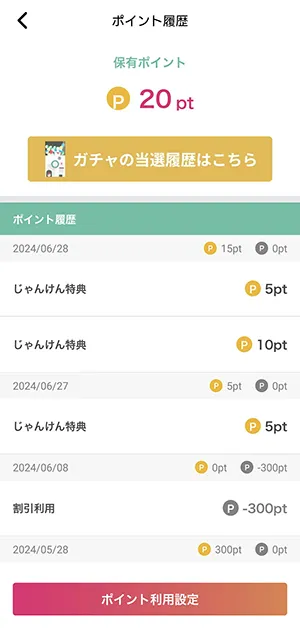 ポイント履歴
保有ポイント
P 20 pt
ガチャの当選履歴はこちら
ポイント履歴
2024/06/28 P 15pt P 0pt
じゃんけん特典 P 5pt
じゃんけん特典 P 10pt
2024/06/27 P 5pt P 0pt
じゃんけん特典 P 5pt
2024/06/08 P 0pt P -300pt
割引利用 P -300pt
2024/05/28 P 300pt P 0pt
ポイント利用設定